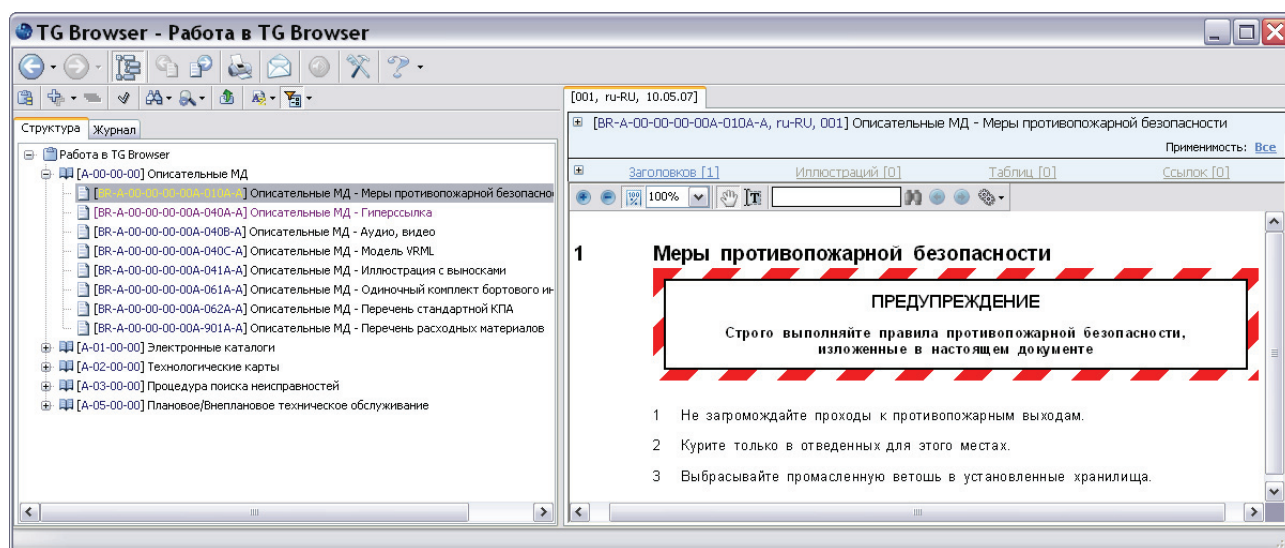 TG Browser - Работа в TG Browser
Структура
Журнал
Работа в TG Browser
[A-00-00-00] Описательные МД
[BR-A-00-00-00-00A-010A-A] Описательные МД - Меры противопожарной безопасно
[BR-A-00-00-00-00A-040A-A] Описательные МД - Гиперссылка
[BR-A-00-00-00-00A-040B-A] Описательные МД - Аудио, видео
[BR-A-00-00-00-00A-040C-A] Описательные МД - Модель VRML
[BR-A-00-00-00-00A-041A-A] Описательные МД - Иллюстрация с выносками
[BR-A-00-00-00-00A-061A-A] Описательные МД - Одиночный комплект бортового ин
[BR-A-00-00-00-00A-062A-A] Описательные МД - Перечень стандартной КПА
[BR-A-00-00-00-00A-901A-A] Описательные МД - Перечень расходных материалов
[A-01-00-00] Электронные каталоги
[A-02-00-00] Технологические карты
[A-03-00-00] Процедура поиска неисправностей
[A-05-00-00] Плановое/Внеплановое техническое обслуживание
[001, ru-RU, 10.05.07]
[BR-A-00-00-00-00A-010A-A, ru-RU, 001] Описательные МД - Меры противопожарной безопасности
Применимость: Все
Заголовков [1] Иллюстраций [0] Таблиц [0] Ссылок [0]
100%
1 Меры противопожарной безопасности
ПРЕДУПРЕЖДЕНИЕ
Строго выполняйте правила противопожарной безопасности,
изложенные в настоящем документе
1 Не загромождайте проходы к противопожарным выходам.
2 Курите только в отведенных для этого местах.
3 Выбрасывайте промасленную ветошь в установленные хранилища.